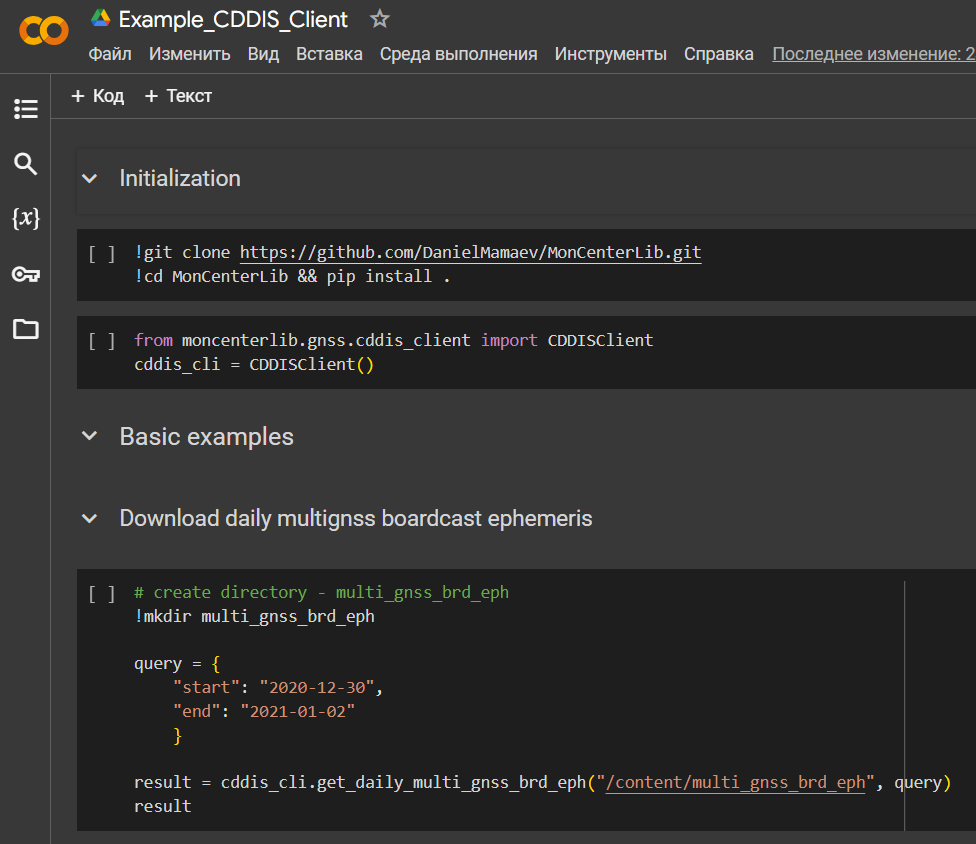 Example_CDDIS_Client
Файл Изменить Вид Вставка Среда выполнения Инструменты Справка Последнее изменение: 2
+ Код + Текст
Initialization
[ ] !git clone https://github.com/DanielMamaev/MonCenterLib.git
!cd MonCenterLib && pip install .
[ ] from moncenterlib.gnss.cddis_client import CDDISClient
cddis_cli = CDDISClient()
Basic examples
Download daily multignss boardcast ephemeris
[ ] # create directory - multi_gnss_brd_eph
!mkdir multi_gnss_brd_eph
query = {
"start": "2020-12-30",
"end": "2021-01-02"
}
result = cddis_cli.get_daily_multi_gnss_brd_eph("/content/multi_gnss_brd_eph", query)
result